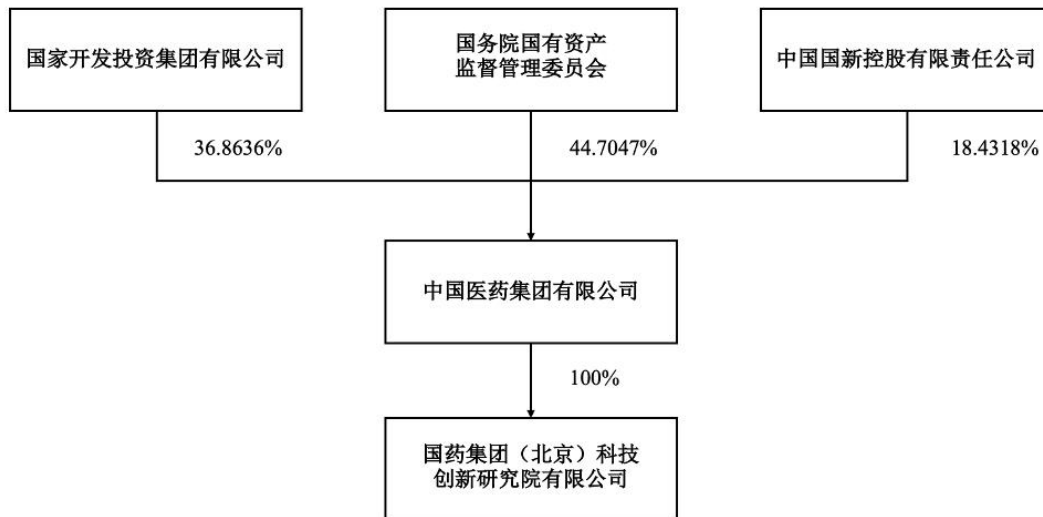 国家开发投资集团有限公司
国务院国有资产
监督管理委员会
中国国新控股有限责任公司
36.8636%
44.7047%
18.4318%
中国医药集团有限公司
100%
国药集团（北京）科技
创新研究院有限公司